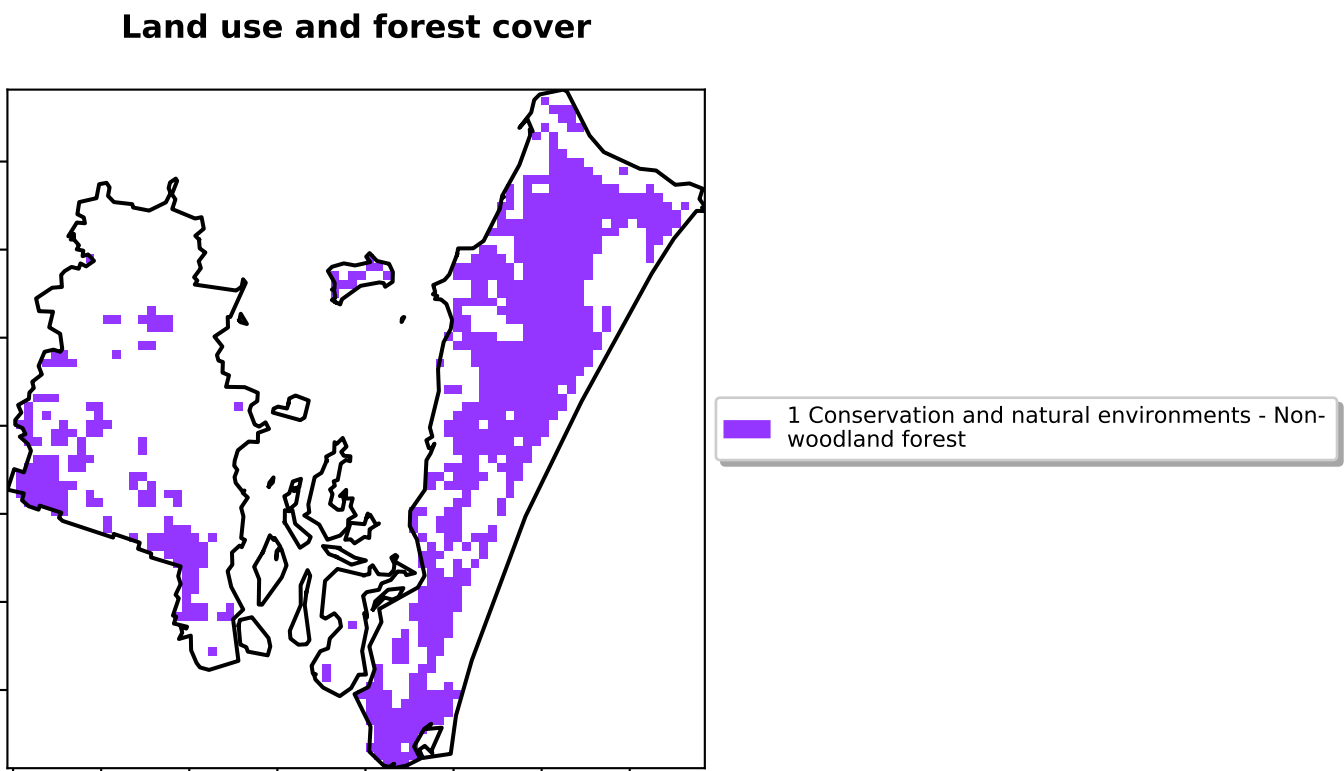 Land use and forest cover
1 Conservation and natural environments - Non-
woodland forest